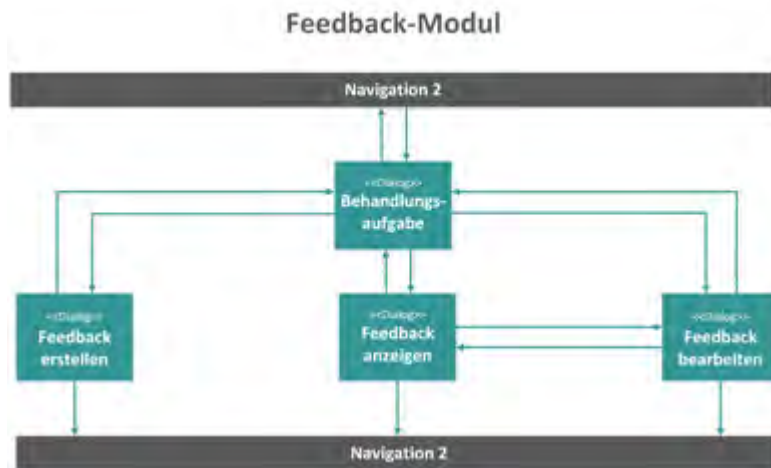 Feedback-Modul
Navigation 2
<<Dialog>>
Behandlungs-
aufgabe
<<Dialog>>
Feedback
erstellen
<<Dialog>>
Feedback
anzeigen
<<Dialog>>
Feedback
bearbeiten
Navigation 2